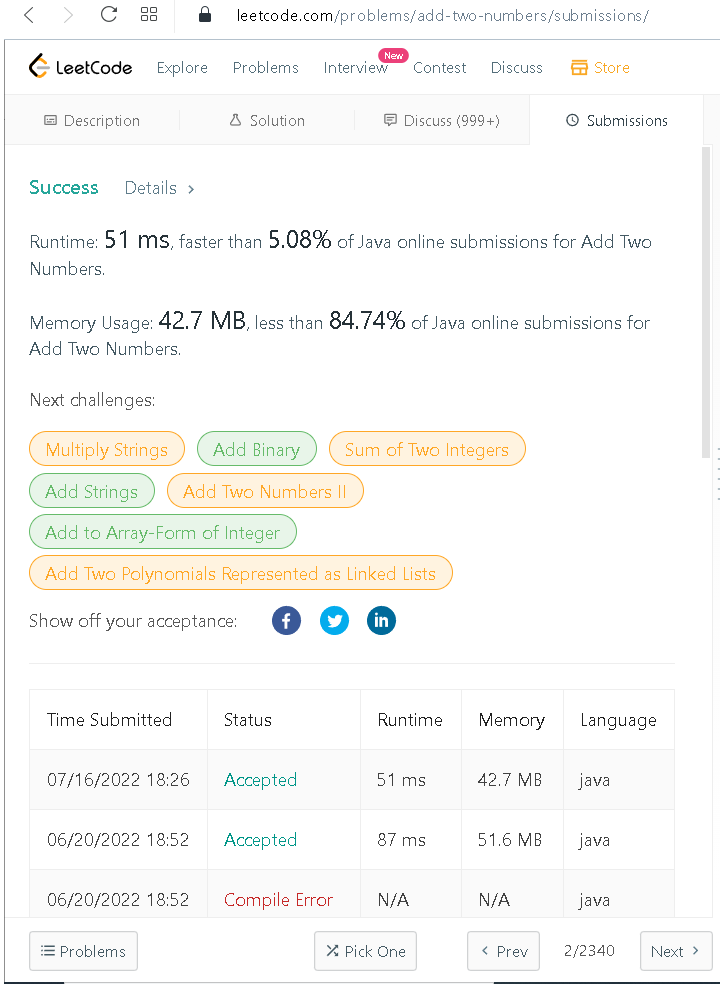 leetcode.com/problems/add-two-numbers/submissions/
New
LeetCode Explore Problems Interview Contest Discuss Store
Description Solution Discuss (999+) Submissions
Success Details >
Runtime: 51 ms, faster than 5.08% of Java online submissions for Add Two
Numbers.
Memory Usage: 42.7 MB, less than 84.74% of Java online submissions for
Add Two Numbers.
Next challenges:
Multiply Strings Add Binary Sum of Two Integers
Add Strings Add Two Numbers II
Add to Array-Form of Integer
Add Two Polynomials Represented as Linked Lists
Show off your acceptance: f in
Time Submitted Status Runtime Memory Language
07/16/2022 18:26 Accepted 51 ms 42.7 MB java
06/20/2022 18:52 Accepted 87 ms 51.6 MB java
06/20/2022 18:52 Compile Error N/A N/A java
Problems Pick One < Prev 2/2340 Next >